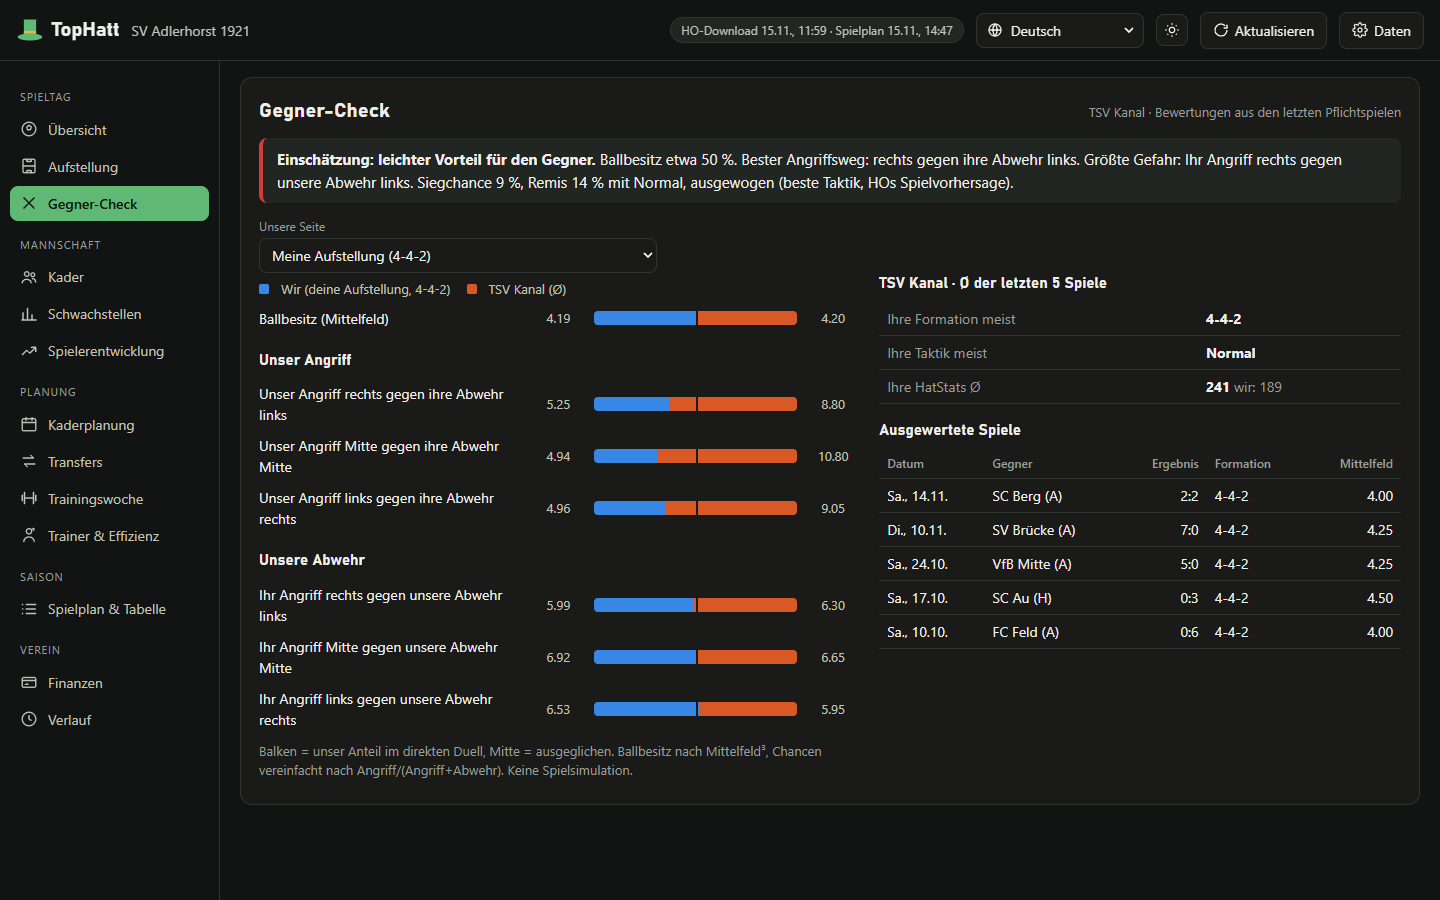 TopHatt SV Adlerhorst 1921
HO-Download 15.11., 11:59 · Spielplan 15.11., 14:47
Deutsch
Aktualisieren
Daten
SPIELTAG
Übersicht
Aufstellung
Gegner-Check
MANNSCHAFT
Kader
Schwachstellen
Spielerentwicklung
PLANUNG
Kaderplanung
Transfers
Trainingswoche
Trainer & Effizienz
SAISON
Spielplan & Tabelle
VEREIN
Finanzen
Verlauf
Gegner-Check
TSV Kanal · Bewertungen aus den letzten Pflichtspielen
Einschätzung: leichter Vorteil für den Gegner. Ballbesitz etwa 50 %. Bester Angriffsweg: rechts gegen ihre Abwehr links. Größte Gefahr: Ihr Angriff rechts gegen
unsere Abwehr links. Siegchance 9 %, Remis 14 % mit Normal, ausgewogen (beste Taktik, HOs Spielvorhersage).
Unsere Seite
Meine Aufstellung (4-4-2)
Wir (deine Aufstellung, 4-4-2) TSV Kanal (Ø)
Ballbesitz (Mittelfeld) 4.19 4.20
Unser Angriff
Unser Angriff rechts gegen ihre Abwehr
links 5.25 8.80
Unser Angriff Mitte gegen ihre Abwehr
Mitte 4.94 10.80
Unser Angriff links gegen ihre Abwehr
rechts 4.96 9.05
Unsere Abwehr
Ihr Angriff rechts gegen unsere Abwehr
links 5.99 6.30
Ihr Angriff Mitte gegen unsere Abwehr
Mitte 6.92 6.65
Ihr Angriff links gegen unsere Abwehr
rechts 6.53 5.95
Balken = unser Anteil im direkten Duell, Mitte = ausgeglichen. Ballbesitz nach Mittelfeld³, Chancen
vereinfacht nach Angriff/(Angriff+Abwehr). Keine Spielsimulation.
TSV Kanal · Ø der letzten 5 Spiele
Ihre Formation meist 4-4-2
Ihre Taktik meist Normal
Ihre HatStats Ø 241 wir: 189
Ausgewertete Spiele
Datum Gegner Ergebnis Formation Mittelfeld
Sa., 14.11. SC Berg (A) 2:2 4-4-2 4.00
Di., 10.11. SV Brücke (A) 7:0 4-4-2 4.25
Sa., 24.10. VfB Mitte (A) 5:0 4-4-2 4.25
Sa., 17.10. SC Au (H) 0:3 4-4-2 4.50
Sa., 10.10. FC Feld (A) 0:6 4-4-2 4.00